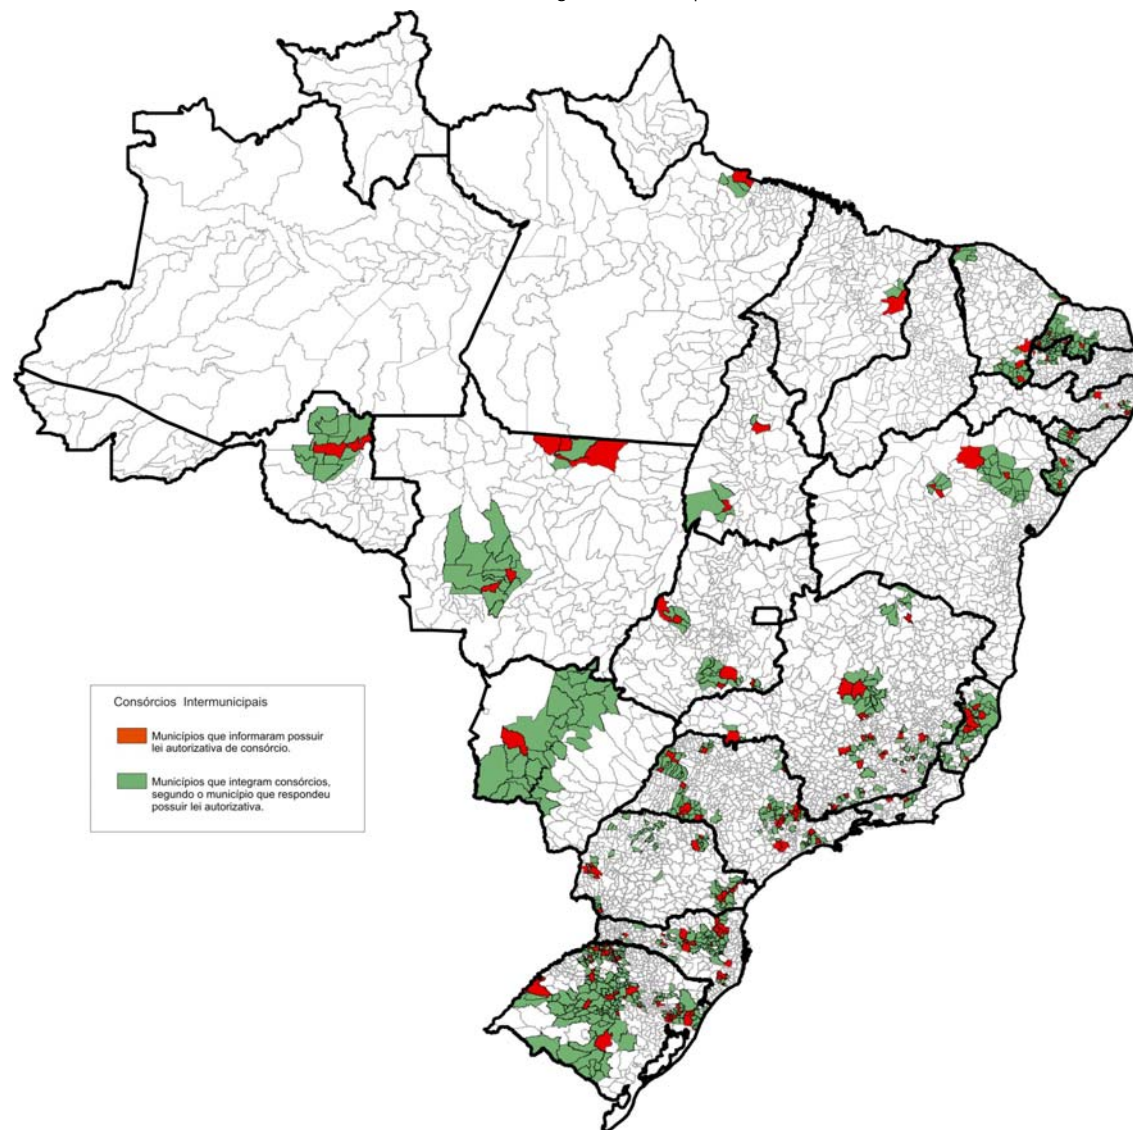 Consórcios Intermunicipais
Municípios que informaram possuir
lei autorizativa de consórcio.
Municípios que integram consórcios,
segundo o município que respondeu
possuir lei autorizativa.